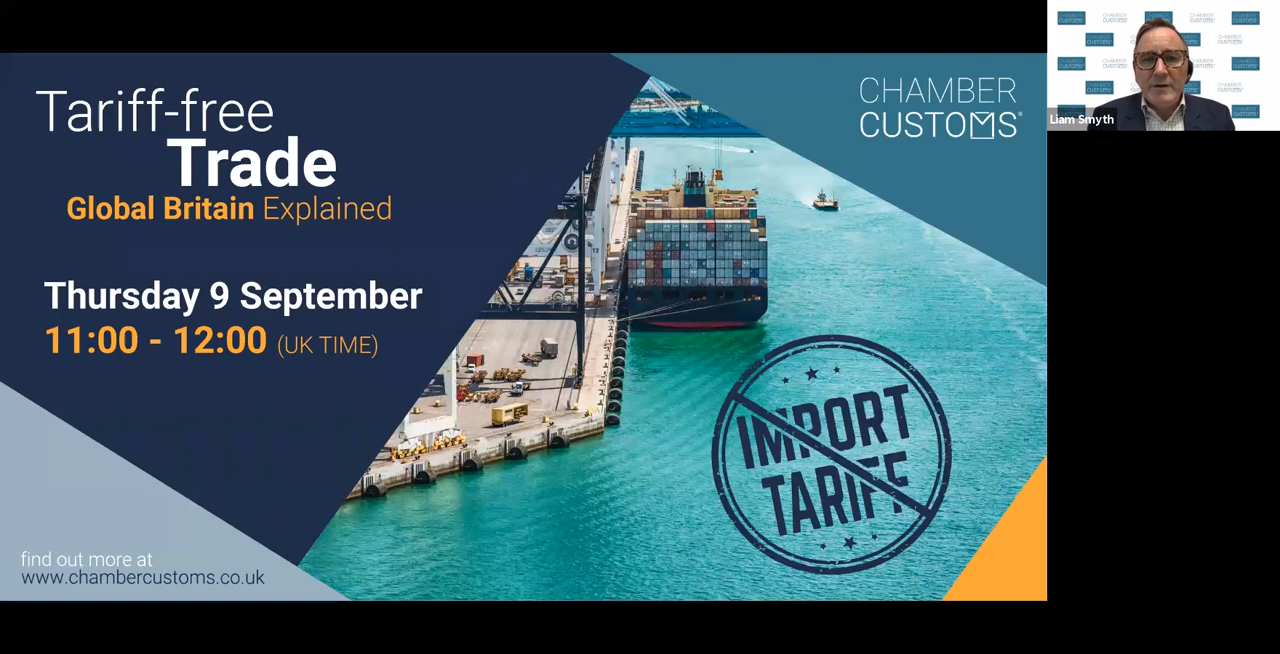 Tariff-free
Trade
Global Britain Explained
Thursday 9 September
11:00 - 12:00 (UK TIME)
find out more at
www.chambercustoms.co.uk
CHAMBER
CUSTOMS®
IMPORT
TARIFF
Liam Smyth